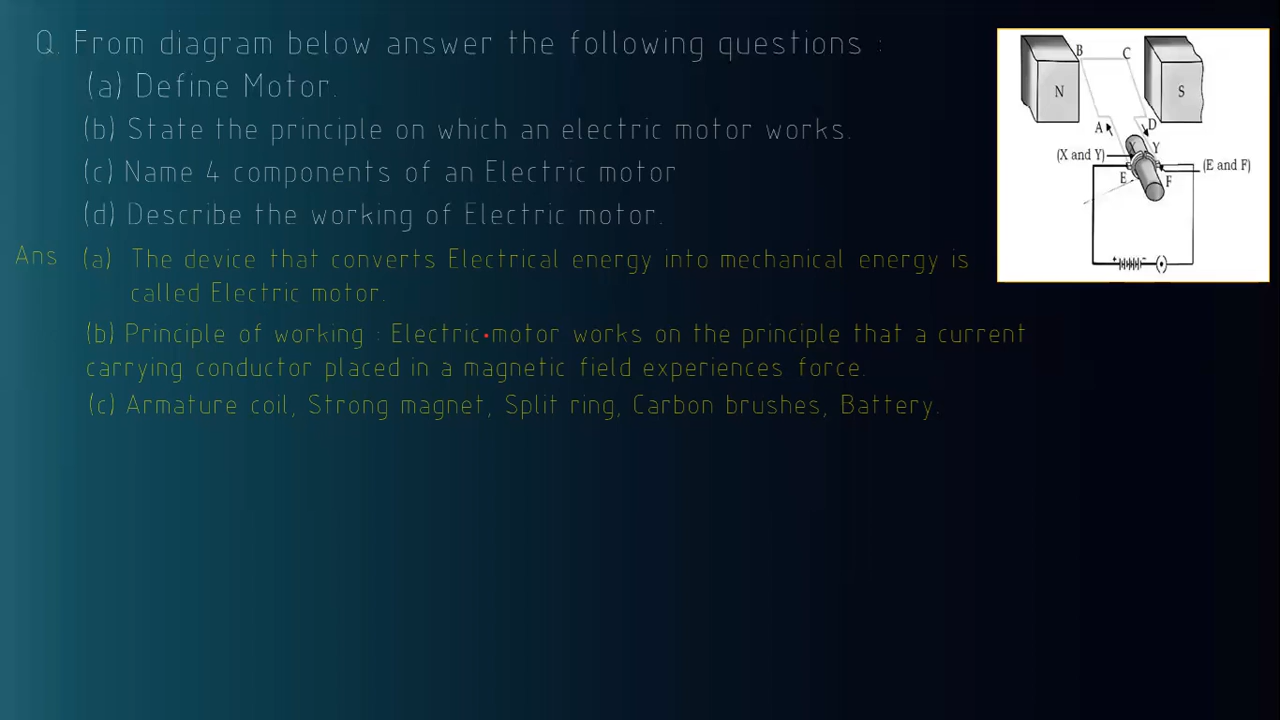 Q. From diagram below answer the following questions :
(a) Define Motor.
(b) State the principle on which an electric motor works.
(c) Name 4 components of an Electric motor
(d) Describe the working of Electric motor.
Ans (a) The device that converts Electrical energy into mechanical energy is
called Electric motor.
(b) Principle of working : Electric motor works on the principle that a current
carrying conductor placed in a magnetic field experiences force.
(c) Armature coil, Strong magnet, Split ring, Carbon brushes, Battery.
B C
N S
A D
X Y
(X and Y) (E and F)
E F
+ -